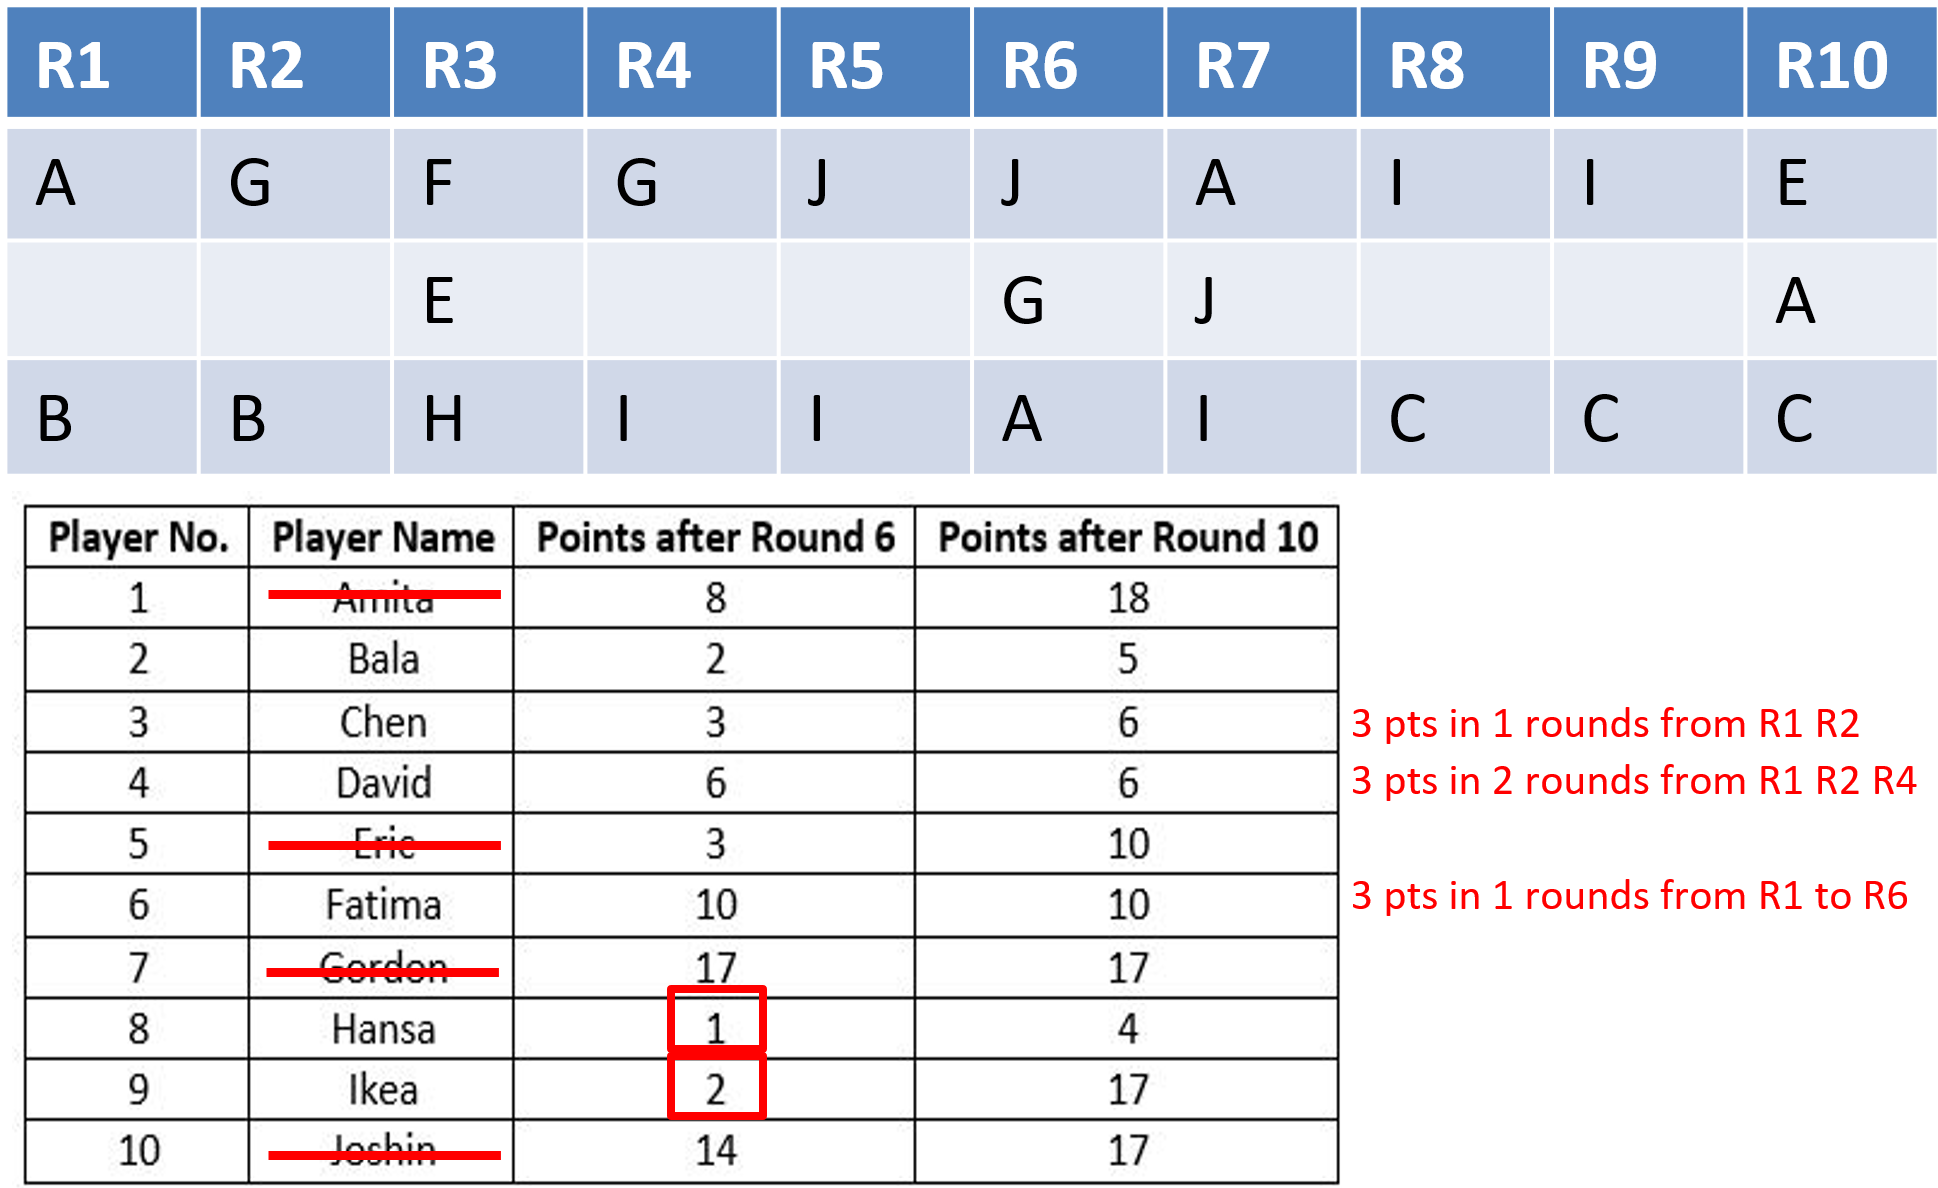 R1 R2 R3 R4 R5 R6 R7 R8 R9 R10
A G F G J J A I I E
E G J A
B B H I I A I C C C
Player No. Player Name Points after Round 6 Points after Round 10
1 Amita 8 18
2 Bala 2 5
3 Chen 3 6 3 pts in 1 rounds from R1 R2
4 David 6 6 3 pts in 2 rounds from R1 R2 R4
5 Eric 3 10
6 Fatima 10 10 3 pts in 1 rounds from R1 to R6
7 Gordon 17 17
8 Hansa 1 4
9 Ikea 2 17
10 Joshin 14 17